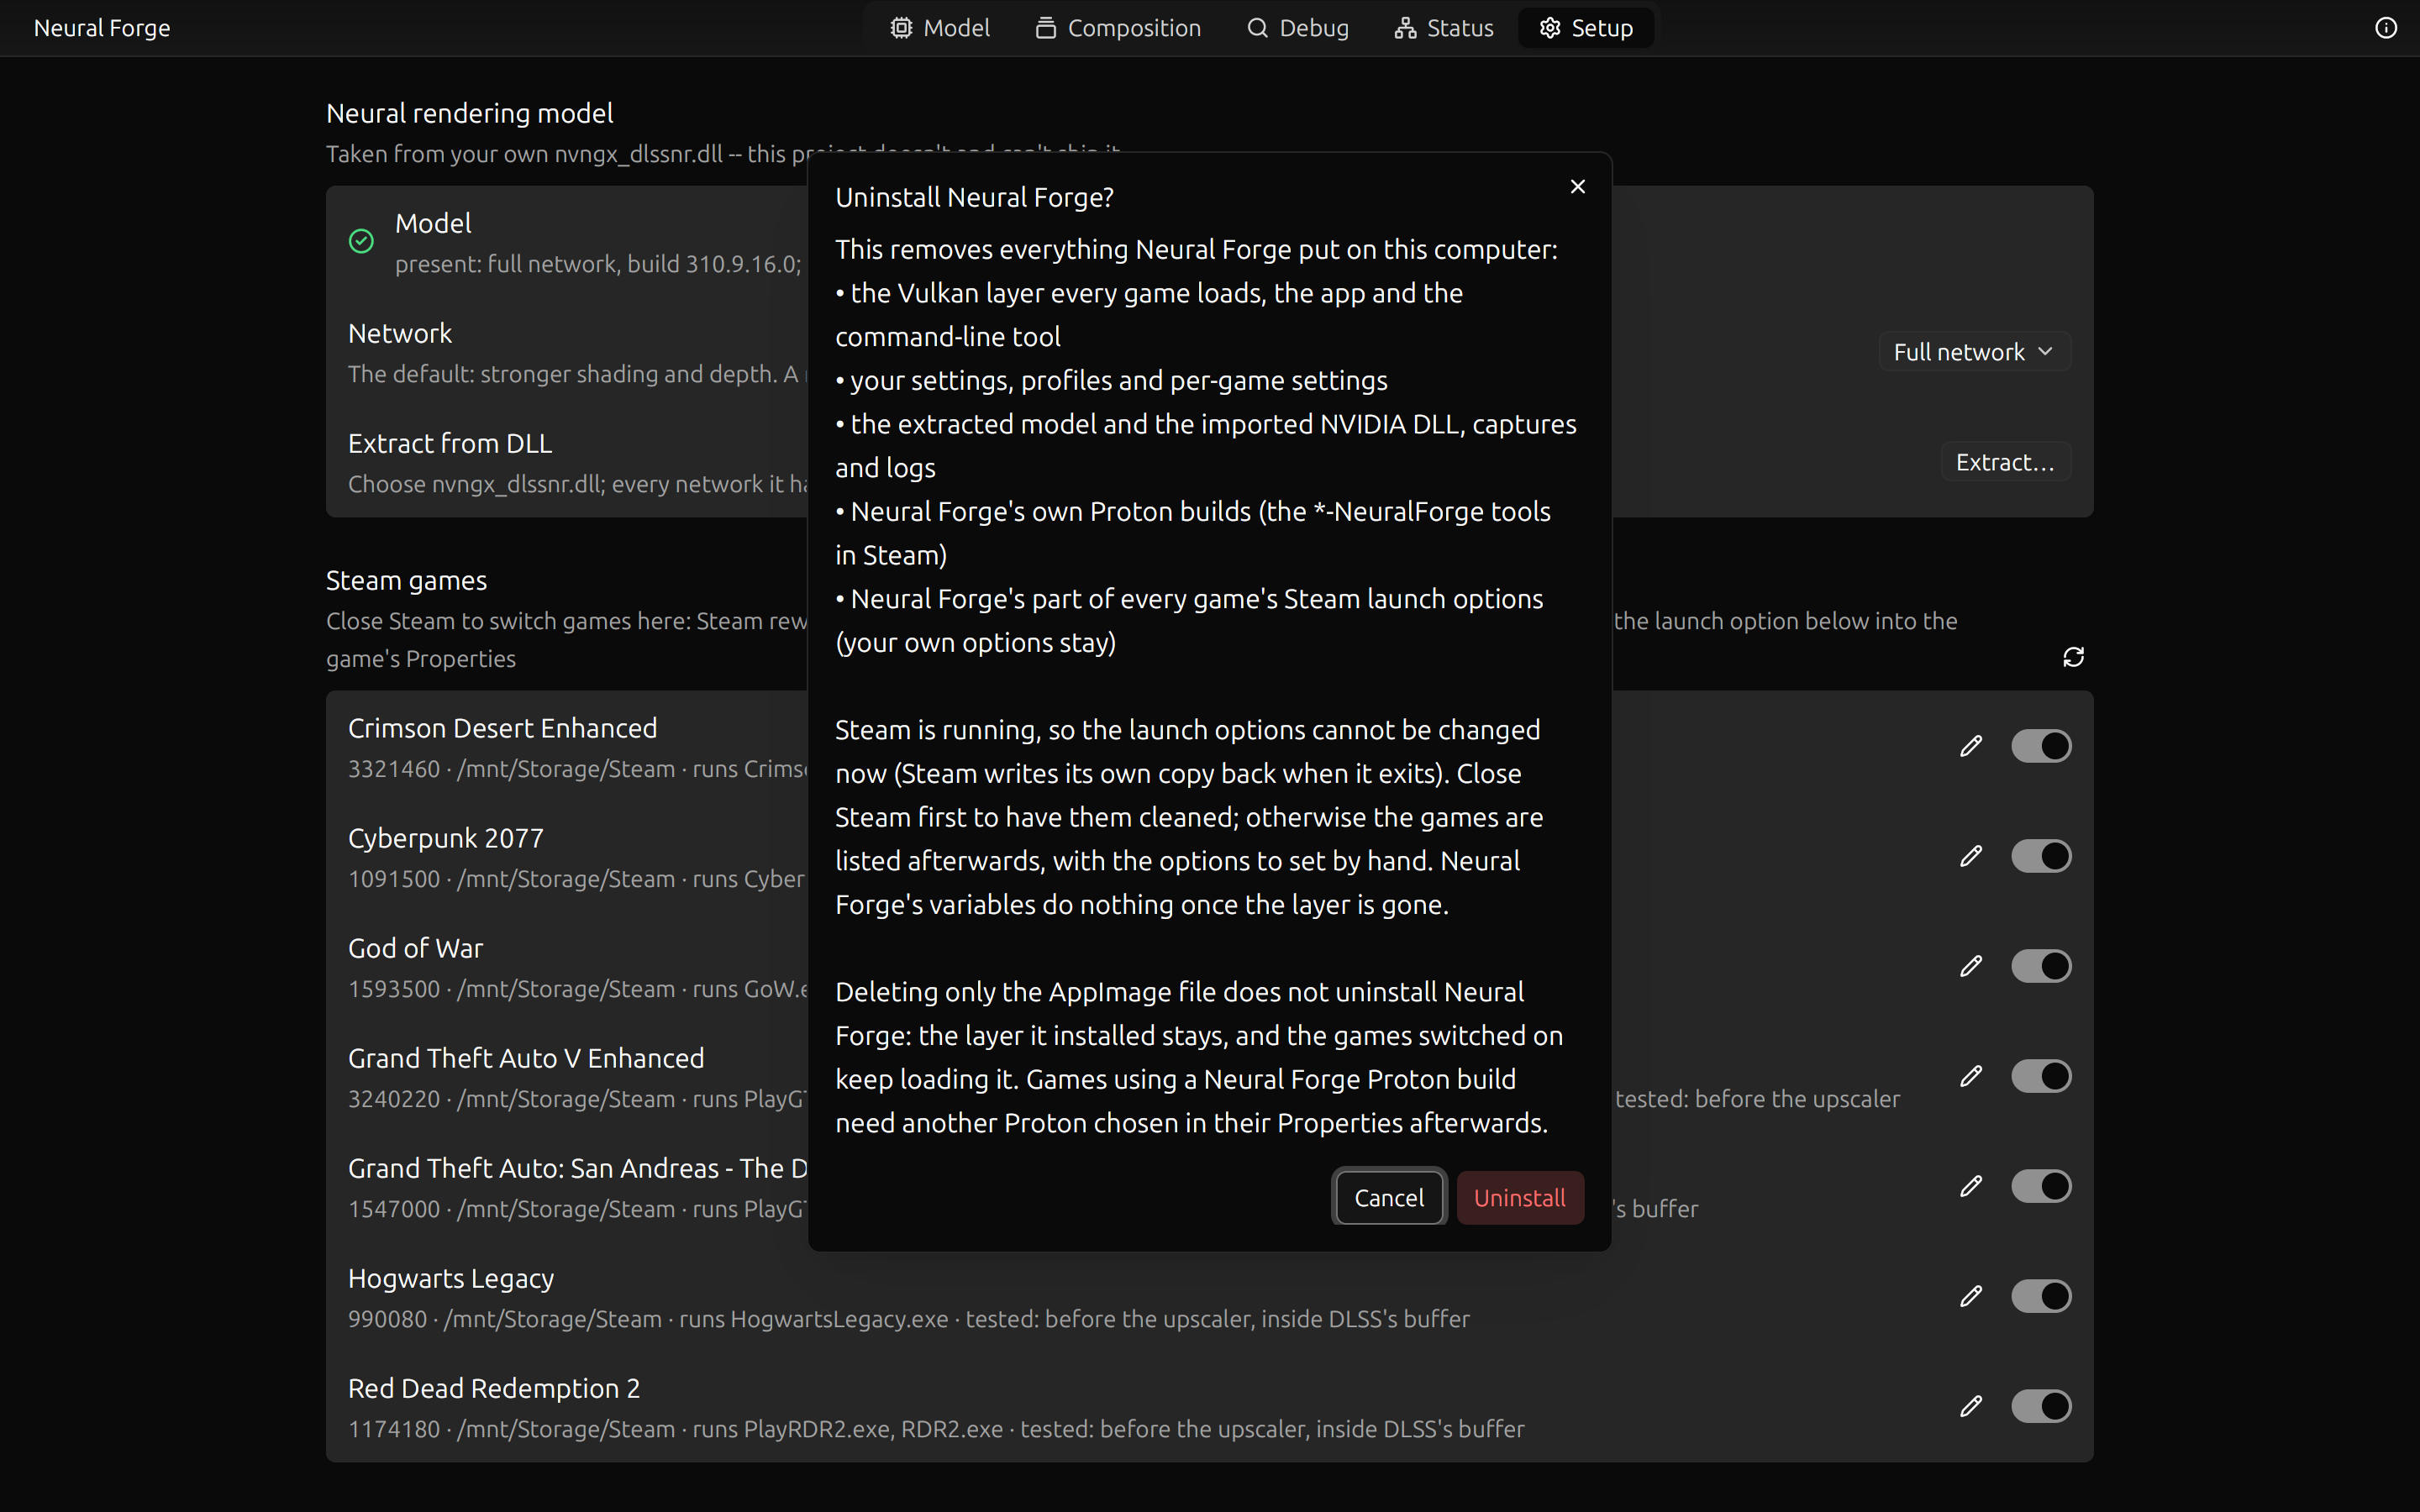 Neural Forge
Model
Composition
Debug
Status
Setup
Neural rendering model
Taken from your own nvngx_dlssnr.dll -- this project doesn't and can't ship it
Model
present: full network, build 310.9.16.0;
Network
The default: stronger shading and depth. A
Full network
Extract from DLL
Choose nvngx_dlssnr.dll; every network it
Extract...
Steam games
Close Steam to switch games here: Steam
the launch option below into the
game's Properties
Crimson Desert Enhanced
3321460 · /mnt/Storage/Steam · runs
Cyberpunk 2077
1091500 · /mnt/Storage/Steam · runs Cyber
God of War
1593500 · /mnt/Storage/Steam · runs GoW.e
Grand Theft Auto V Enhanced
3240220 · /mnt/Storage/Steam · runs
tested: before the upscaler
Grand Theft Auto: San Andreas - The D
1547000 · /mnt/Storage/Steam · runs
's buffer
Hogwarts Legacy
990080 · /mnt/Storage/Steam · runs HogwartsLegacy.exe · tested: before the upscaler, inside DLSS's buffer
Red Dead Redemption 2
1174180 · /mnt/Storage/Steam · runs PlayRDR2.exe, RDR2.exe · tested: before the upscaler, inside DLSS's buffer
Uninstall Neural Forge?
This removes everything Neural Forge put on this computer:
• the Vulkan layer every game loads, the app and the
command-line tool
• your settings, profiles and per-game settings
• the extracted model and the imported NVIDIA DLL, captures
and logs
• Neural Forge's own Proton builds (the *-NeuralForge tools
in Steam)
• Neural Forge's part of every game's Steam launch options
(your own options stay)
Steam is running, so the launch options cannot be changed
now (Steam writes its own copy back when it exits). Close
Steam first to have them cleaned; otherwise the games are
listed afterwards, with the options to set by hand. Neural
Forge's variables do nothing once the layer is gone.
Deleting only the AppImage file does not uninstall Neural
Forge: the layer it installed stays, and the games switched on
keep loading it. Games using a Neural Forge Proton build
need another Proton chosen in their Properties afterwards.
Cancel
Uninstall